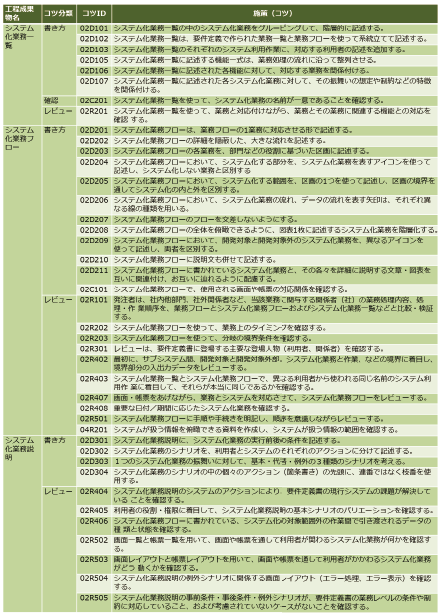 工程成果物名 コツ分類 コツID 施策（コツ）
システム化業務一覧 書き方 02D101 システム化業務一覧の中のシステム化業務をグルーピングして、階層的に記述する。
02D102 システム化業務一覧は、要件定義で作られた業務一覧と業務フローを使って系統立てて記述する。
02D103 システム化業務一覧のそれぞれのシステム利用作業に、対応する利用者の記述を追加する。
02D105 システム化業務一覧に記述する機能一式は、業務処理の流れに沿って整列させる。
02D106 システム化業務一覧に記述された各機能に対して、対応する業務を関係付ける。
02D107 システム化業務一覧に記述された各システム化業務に対して、その振舞いの規定や制約などの特徴を関係付ける。
確認 02C201 システム化業務一覧を使って、システム化業務の名前が一意であることを確認する。
レビュー 02R201 システム化業務一覧を使って、業務と対応付けながら、業務とその業務に関連する機能との対応を確認 する。
システム化業務フロー 書き方 02D201 システム化業務フローは、業務フローの1業務に対応させる形で記述する。
02D202 システム化業務フローの詳細を隠蔽した、大きな流れを記述する。
02D203 システム化業務フローの各業務を、部門などの役割に基づいた区画に記述する。
02D204 システム化業務フローにおいて、システム化する部分を、システム化業務を表すアイコンを使って記述し、システム化しない業務と区別する
02D205 システム化業務フローにおいて、システム化する範囲を、区画の1つを使って記述し、区画の境界を通してシステム化の内と外を区別する。
02D206 システム化業務フローにおいて、システム化業務の流れ、データの流れを表す矢印は、それぞれ異なる線の種類を用いる。
02D207 システム化業務フローのフローを交差しないようにする。
02D208 システム化業務フローの全体を俯瞰できるように、図表1枚に記述するシステム化業務を階層化する。
02D209 システム化業務フローにおいて、開発対象と開発対象外のシステム化業務を、異なるアイコンを使って記述し、両者を区別する。
02D210 システム化業務フローに説明文も併せて記述する。
02D211 システム化業務フローに書かれているシステム化業務と、その各々を詳細に説明する文章・図表を互いに関連付け、お互いに辿れるように配慮する。
02C101 システム化業務フローで、使用される画面や帳票の対応関係を確認する。
レビュー 02R101 発注者は、社内他部門、社外関係者など、当該業務に関与する関係者（社）の業務処理内容、処理・作 業順序を、業務フローとシステム化業務フローおよびシステム化業務一覧などと比較・検証する。
02R202 システム化業務フローを使って、業務上のタイミングを確認する。
02R203 システム化業務フローを使って、分岐の境界条件を確認する。
02R301 レビューは、要件定義書に登場する主要な登場人物（利用者、関係者）を確認する。
02R402 最初に、サブシステム間、開発対象と開発対象外部、システム化業務と作業、などの境界に着目し、境界部分の入出力データをレビューする。
02R403 システム化業務一覧とシステム化業務フローで、異なる利用者から使われる同じ名前のシステム利用作 業に着目して、それらが本当に同じであるかを確認する。
02R407 画面・帳票をあげながら、業務とシステムを対応させて、システム化業務フローをレビューする。
02R408 重要な日付／期間に応じたシステム化業務を確認する。
02R501 システム化業務フローに手順や手続きを明記し、順序を意識しながらレビューする。
04R201 システムが扱う情報を俯瞰できる資料を作成し、システムが扱う情報の範囲を確認する。
システム化業務説明 書き方 02D301 システム化業務説明に、システム化業務の実行前後の条件を記述する。
02D302 システム化業務のシナリオを、利用者とシステムのそれぞれのアクションに分けて記述する。
02D303 １つのシステム化業務の振舞いに対して、基本・代替・例外の３種類のシナリオを考える。
02D304 システム化業務のシナリオの中の個々のアクション（箇条書き）の先頭に、連番ではなく枝番を使用する。
レビュー 02R404 システム化業務説明のシステムのアクションにより、要件定義書の現行システムの課題が解決していることを確認する。
02R405 利用者の役割・権限に着目して、システム化業務説明の基本シナリオのバリエーションを確認する。
02R406 システム化業務フローに書かれている、システム化の対象範囲外の作業間で引き渡されるデータの種 類と状態を確認する。
02R502 画面一覧と帳票一覧を用いて、画面や帳票を通して利用者が関わるシステム化業務が何かを確認する。
02R503 画面レイアウトと帳票レイアウトを用いて、画面や帳票を通して利用者がかかわるシステム化業務がどう 動くかを確認する。
02R504 システム化業務説明の例外シナリオに関係する画面レイアウト（エラー処理、エラー表示）を確認する。
02R505 システム化業務説明の事前条件・事後条件・例外シナリオが、要件定義書の業務レベルの条件や制約に対応していること、および考慮されていないケースがないことを確認する。